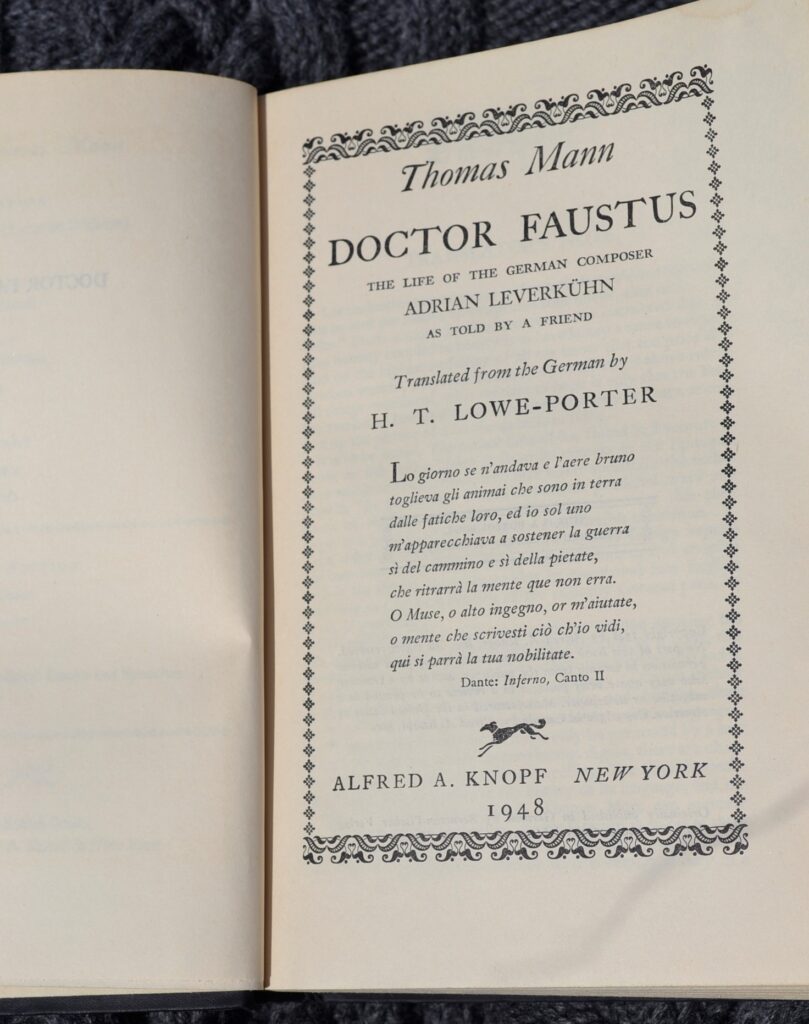 Thomas Mann
DOCTOR FAUSTUS
THE LIFE OF THE GERMAN COMPOSER
ADRIAN LEVERKÜHN
AS TOLD BY A FRIEND
Translated from the German by
H. T. LOWE-PORTER
Lo giorno se n'andava e l'aere bruno
toglieva gli animai che sono in terra
dalle fatiche loro, ed io sol uno
m'apparecchiava a sostener la guerra
sì del cammino e sì della pietate,
che ritrarrà la mente que non erra.
O Muse, o alto ingegno, or m'aiutate,
o mente che scrivesti ciò ch'io vidi,
qui si parrà la tua nobilitate.
Dante: Inferno, Canto II
ALFRED A. KNOPF NEW YORK
1948